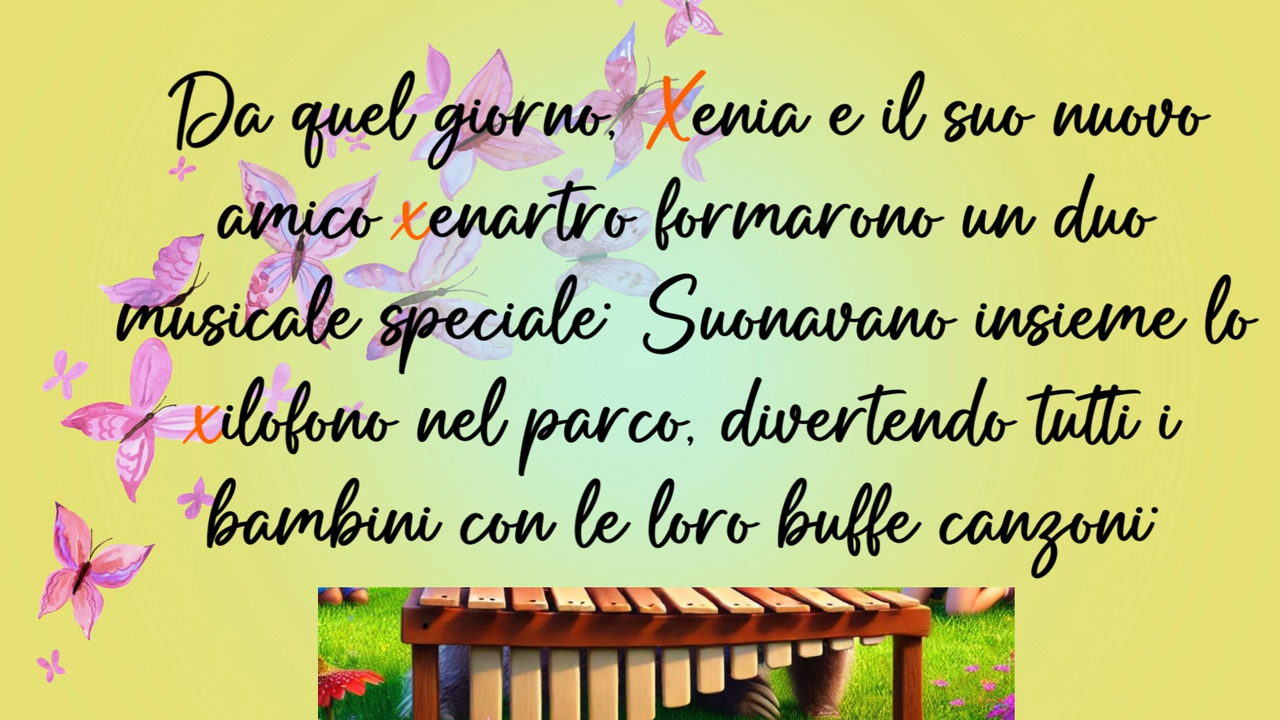 Da quel giorno, Xenia e il suo nuovo
amico xenartro formarono un duo
musicale speciale. Suonavano insieme lo
xilofono nel parco, divertendo tutti i
bambini con le loro buffe canzoni.